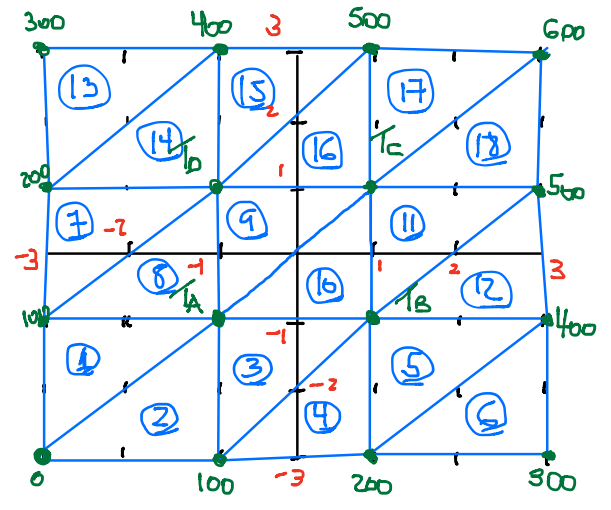 300 400 3 500 600
13 15 17
2
14 TD 16 TC 18
200 1 500
7 -2 9 11
-3 -1 1 2 3
8 TA 10 TB 12
100 -1 400
1 3 -2 5
2 4 6
0 100 -3 200 300